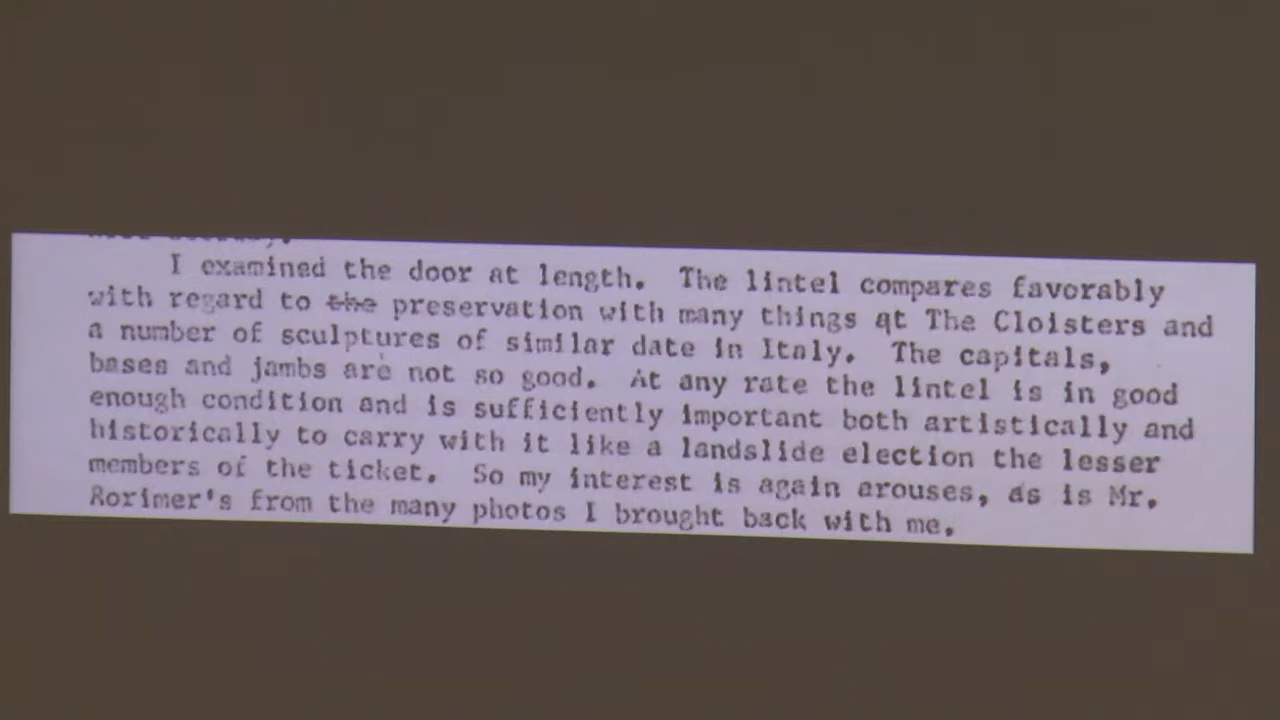 I examined the door at length. The lintel compares favorably
with regard to the preservation with many things qt The Cloisters and
a number of sculptures of similar date in Italy. The capitals,
bases and jambs are not so good. At any rate the lintel is in good
enough condition and is sufficiently important both artistically and
historically to carry with it like a landslide election the lesser
members of the ticket. So my interest is again arouses, as is Mr.
Rorimer's from the many photos I brought back with me.